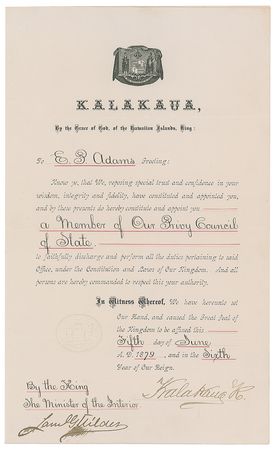 KALAKAUA,
By the Grace of God, of the Hawaiian Islands, King:
To E. P. Adams Greeting:
Know ye, that We, reposing special trust and confidence in your
wisdom, integrity and fidelity, have constituted and appointed you,
and by these presents do hereby constitute and appoint you
a Member of Our Privy Council
of State
to faithfully discharge and perform all the duties pertaining to said
Office, under the Constitution and Laws of Our Kingdom. And all
persons are hereby commanded to respect this your authority.
In Witness Whereof, We have hereunto set
Our Hand, and caused the Great Seal of
the Kingdom to be affixed this
Fifth day of June
A. D. 1879, and in the Sixth
Year of Our Reign.
By the King
The Minister of the Interior.
Kalakaua R.
Saml G Wilder